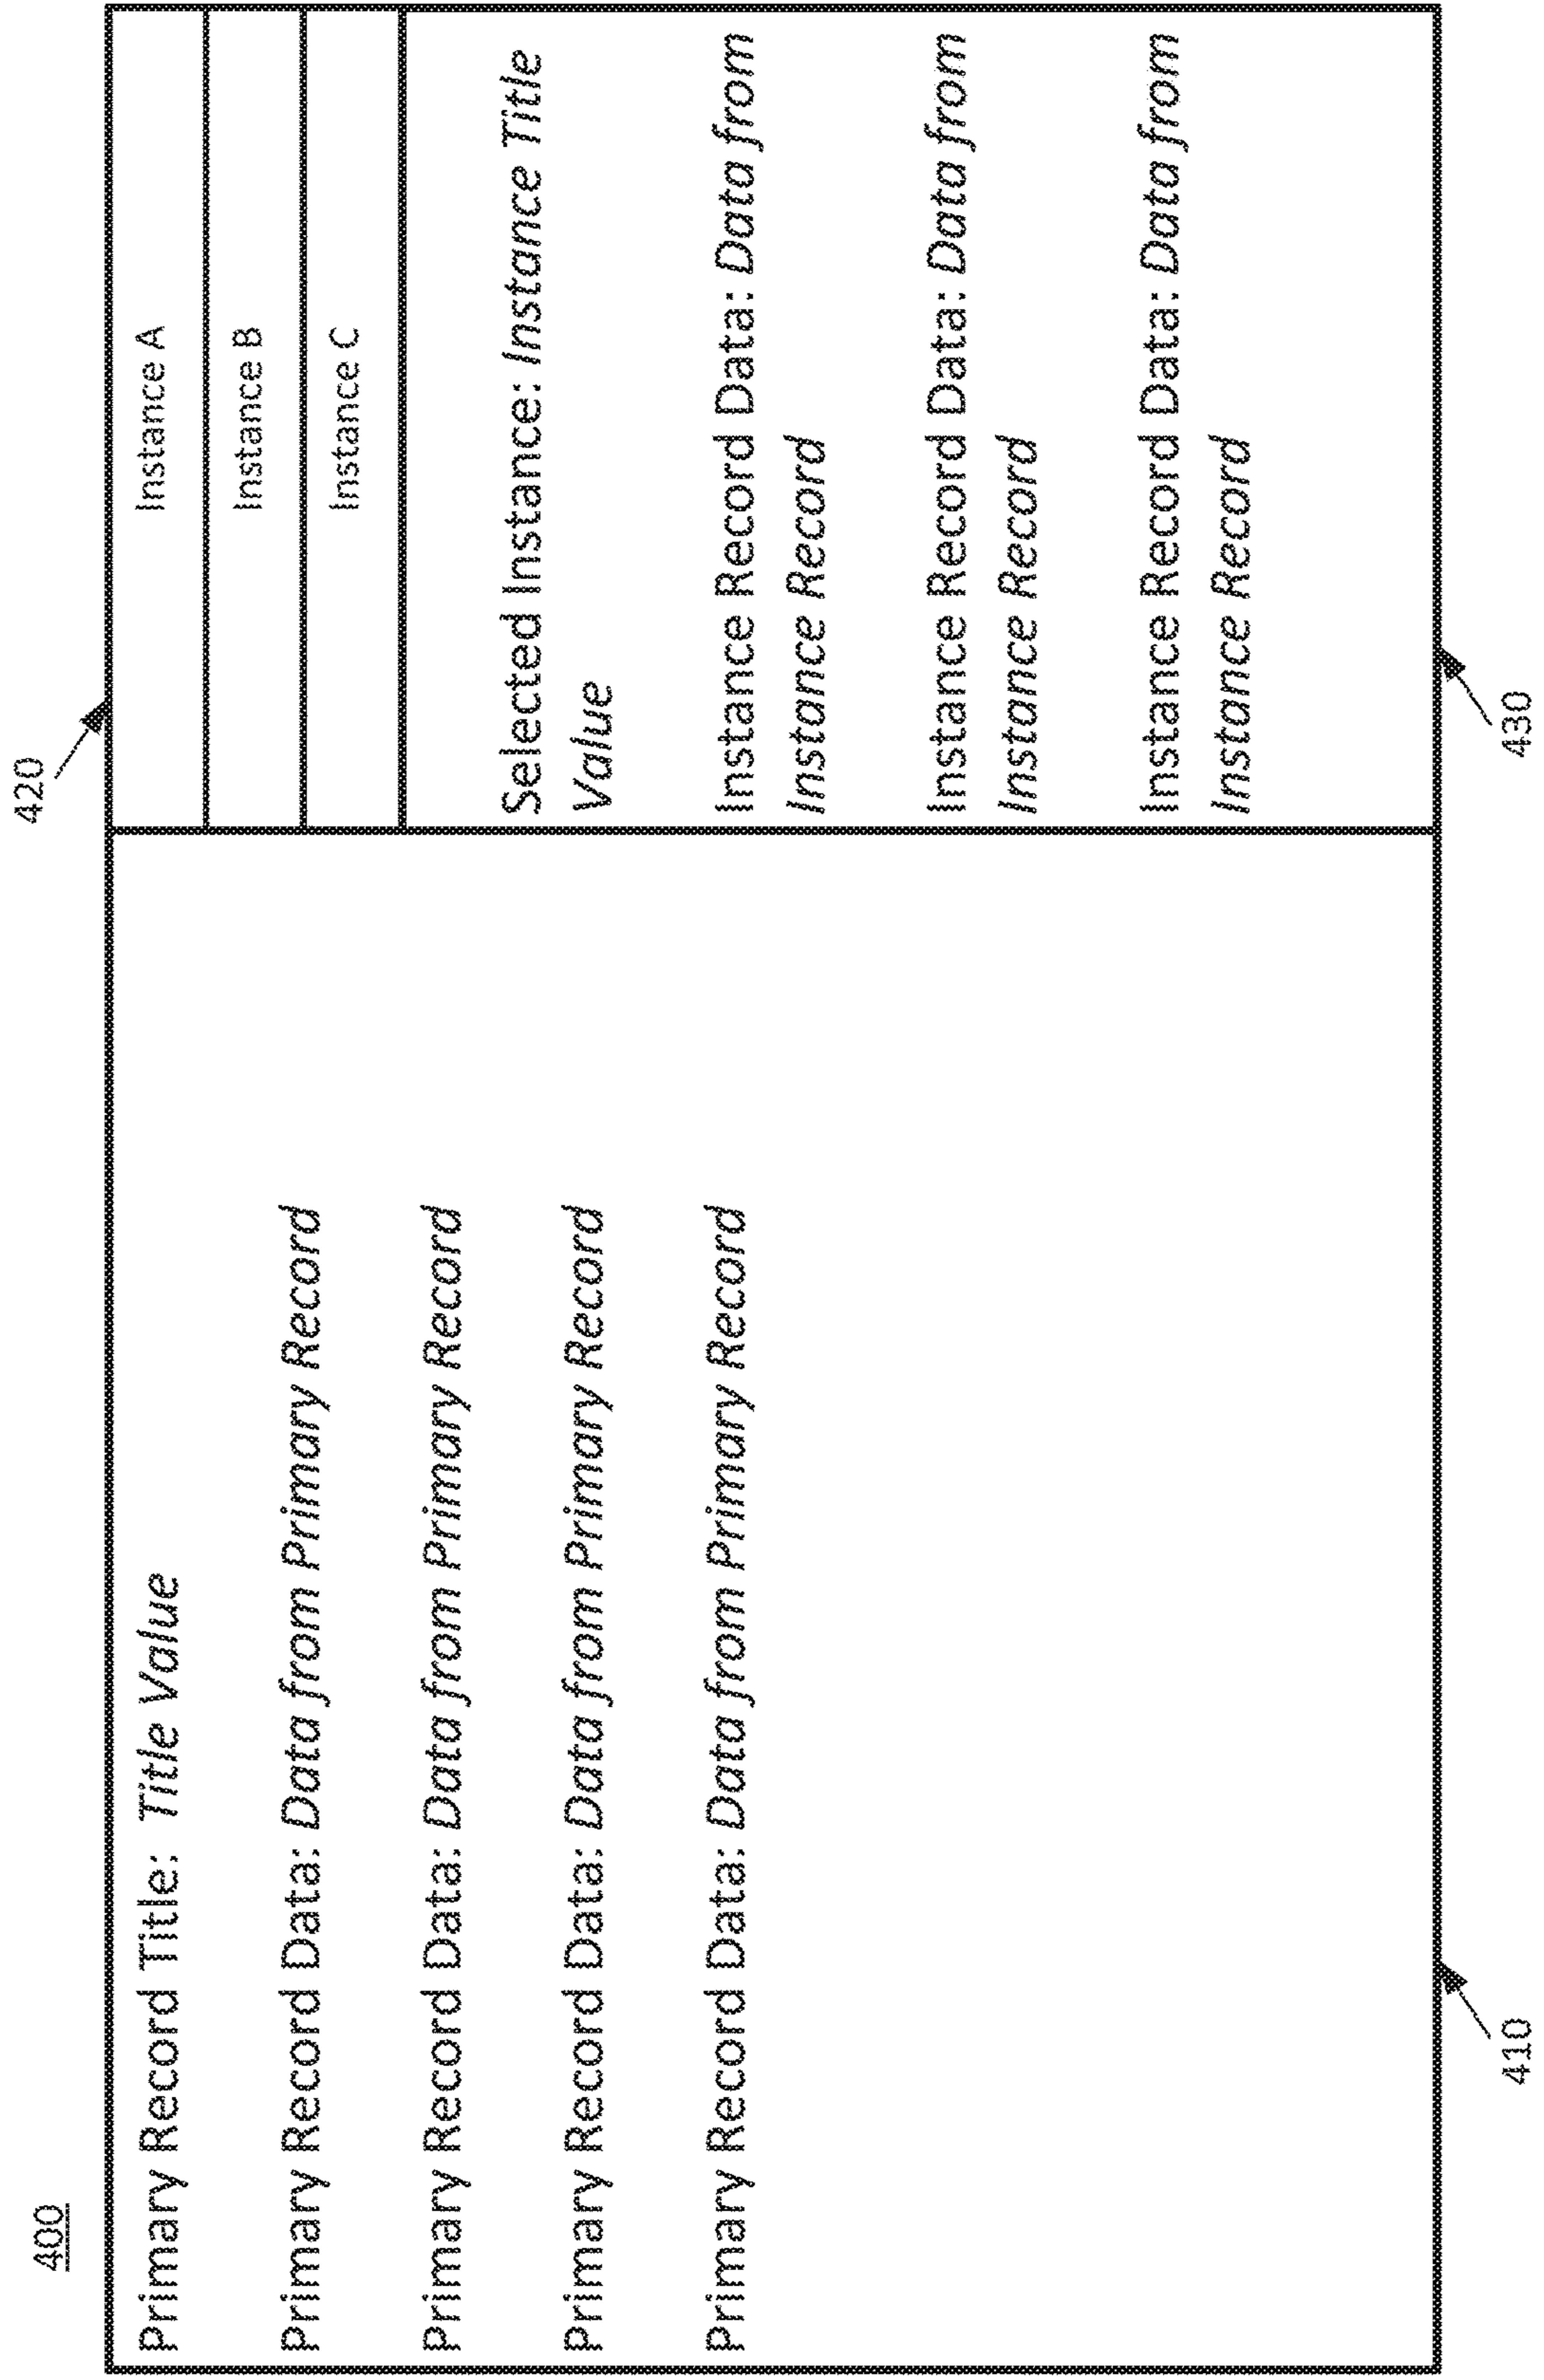 400
420
Primary Record Title: Title Value
Primary Record Data: Data from Primary Record
Primary Record Data: Data from Primary Record
Primary Record Data: Data from Primary Record
Primary Record Data: Data from Primary Record
Instance A
Instance B
Instance C
Selected Instance: Instance Title
Value
Instance Record Data: Data from
Instance Record
Instance Record Data: Data from
Instance Record
Instance Record Data: Data from
Instance Record
410
430